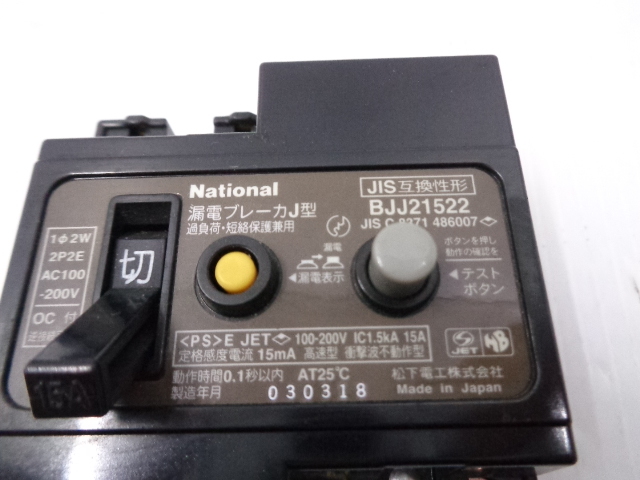 National
漏電ブレーカJ型
過負荷・短絡保護兼用
JIS互換性形
BJJ21522
JIS C 8371 486007
1φ2W
2P2E
AC100
-200V
OC付
切
15A
漏電
漏電表示
ボタンを押し
動作の確認を
テスト
ボタン
<PS>E JET 100-200V IC1.5kA 15A
定格感度電流 15mA 高速型 衝撃波不動作型
動作時間0.1秒以内 AT25℃
製造年月 030318
JET
松下電工株式会社
Made in Japan